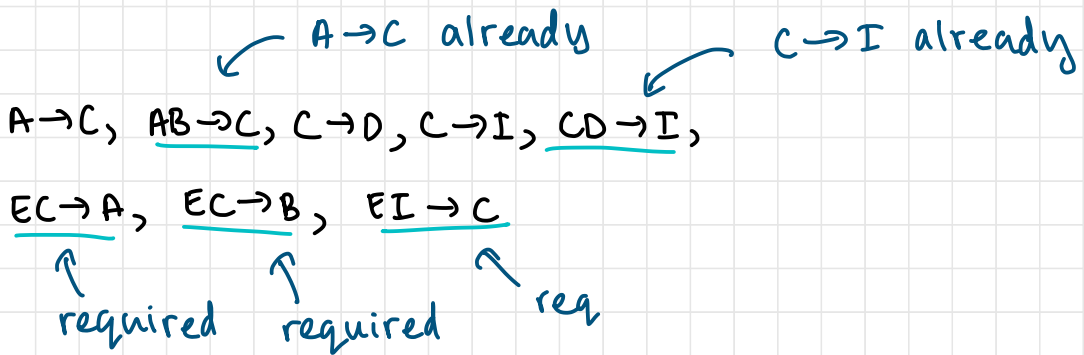 A→C already
C→I already
A→C, AB→C, C→D, C→I, CD→I,
EC→A, EC→B, EI→C
required
required
req